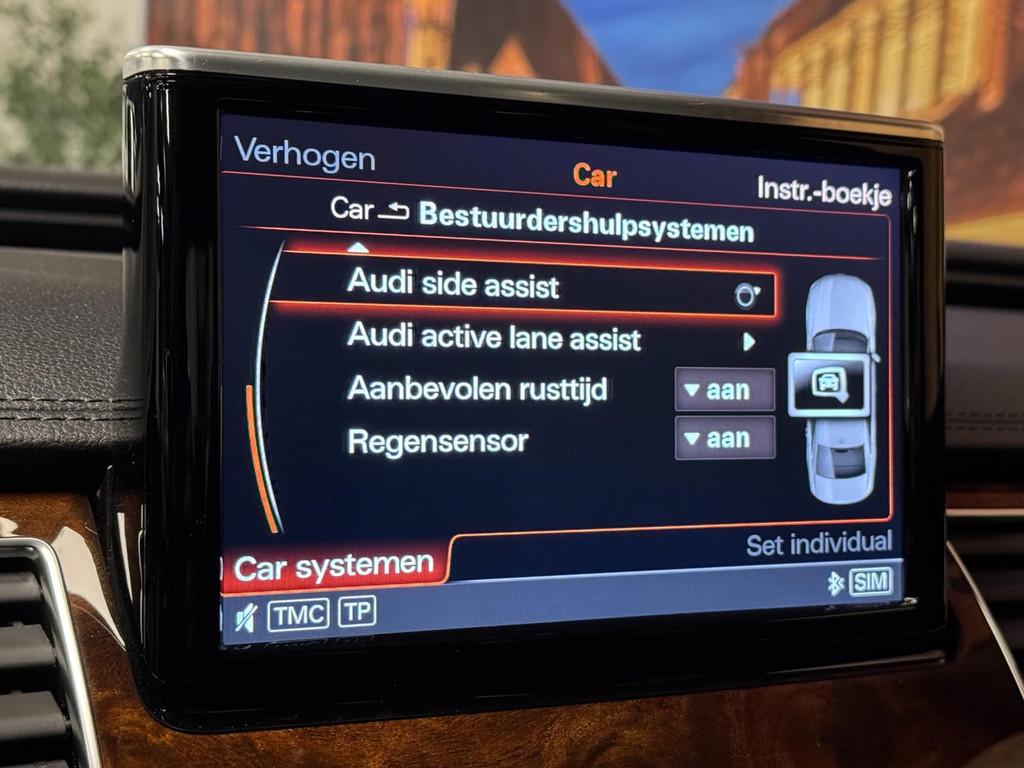 Verhogen
Car
Instr.-boekje
Car Bestuurdershulpsystemen
Audi side assist
Audi active lane assist
Aanbevolen rusttijd aan
Regensensor aan
Set individual
Car systemen
TMC TP
SIM